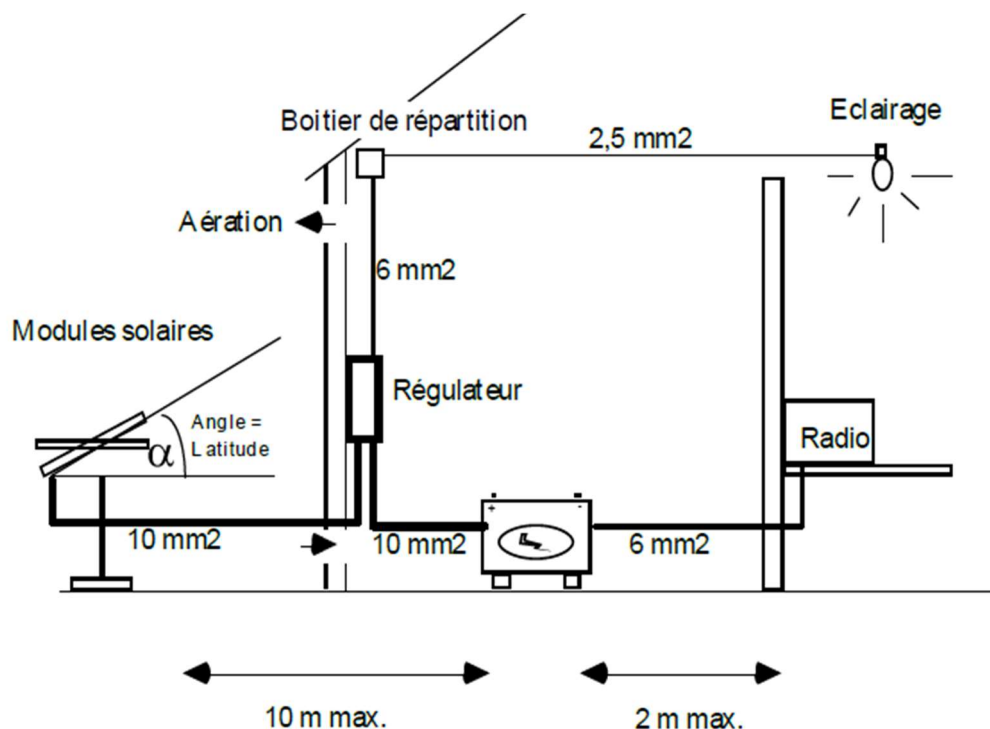 Boitier de répartition
Eclairage
2,5 mm2
Aération
6 mm2
Modules solaires
Régulateur
Angle =
Latitude
α
Radio
+
-
10 mm2
10 mm2
6 mm2
10 m max.
2 m max.